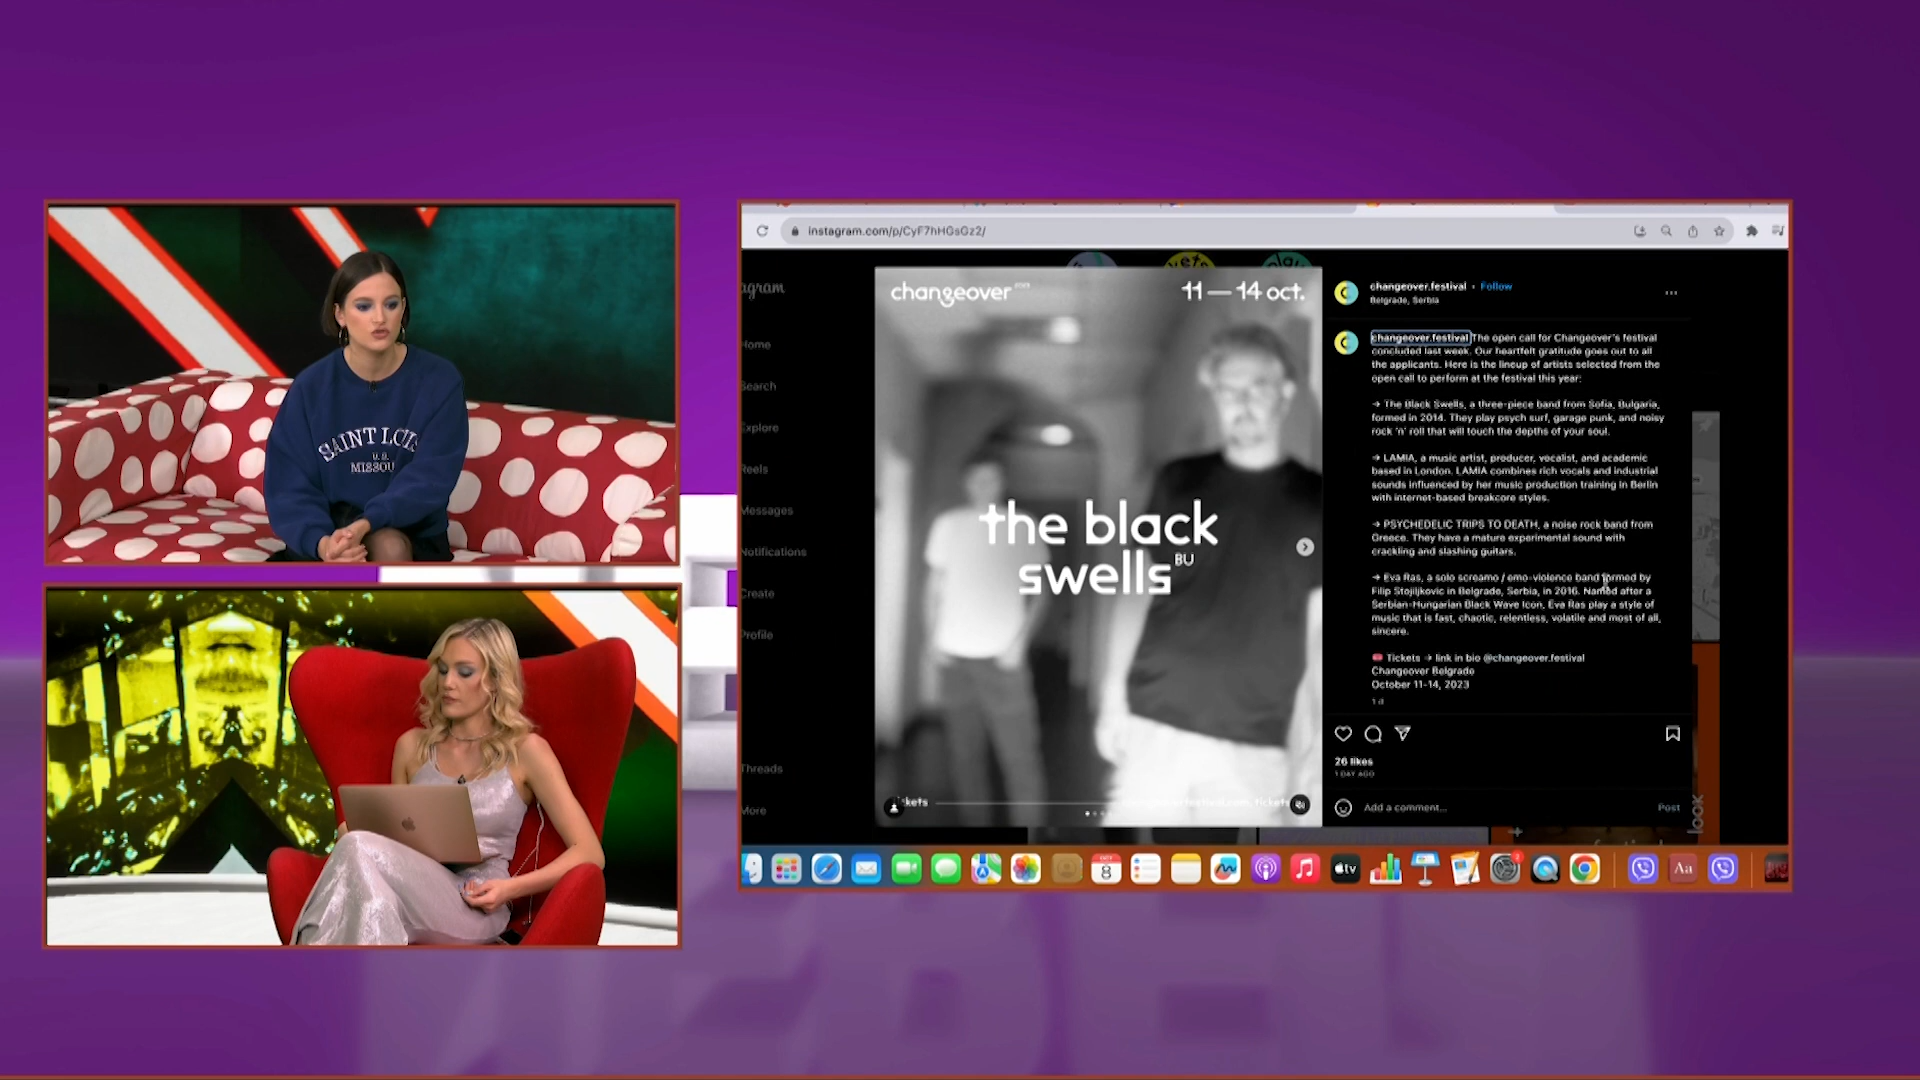 SAINT LOUIS
U.S.
MISSOU
instagram.com/p/CyF7hHGsGz2/
agram
Home
Search
Explore
Reels
Messages
Notifications
Create
Profile
Threads
More
changeover
11 — 14 oct.
the black
swells BU
changeover.festival • Follow
Belgrade, Serbia
changeover.festival The open call for Changeover's festival
concluded last week. Our heartfelt gratitude goes out to all
the applicants. Here is the lineup of artists selected from the
open call to perform at the festival this year:
→ The Black Swells, a three-piece band from Sofia, Bulgaria,
formed in 2014. They play psych surf, garage punk, and noisy
rock 'n' roll that will touch the depths of your soul.
→ LAMIA, a music artist, producer, vocalist, and academic
based in London. LAMIA combines rich vocals and industrial
sounds influenced by her music production training in Berlin
with internet-based breakcore styles.
→ PSYCHEDELIC TRIPS TO DEATH, a noise rock band from
Greece. They have a mature experimental sound with
crackling and slashing guitars.
→ Eva Ras, a solo screamo / emo-violence band formed by
Filip Stojiljkovic in Belgrade, Serbia, in 2016. Named after a
Serbian-Hungarian Black Wave Icon, Eva Ras play a style of
music that is fast, chaotic, relentless, volatile and most of all,
sincere.
Tickets → link in bio @changeover.festival
Changeover Belgrade
October 11-14, 2023
1 d
26 likes
1 DAY AGO
Add a comment...
Post
tickets
look
8
tv
Aa